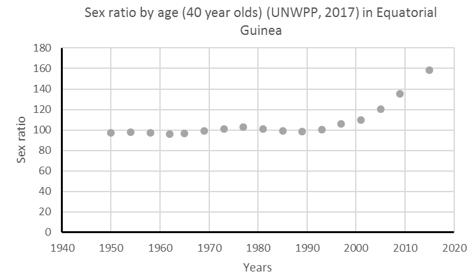 Sex ratio by age (40 year olds) (UNWPP, 2017) in Equatorial
Guinea
180
160
140
120
100
80
60
40
20
0
Sex ratio
1940 1950 1960 1970 1980 1990 2000 2010 2020
Years